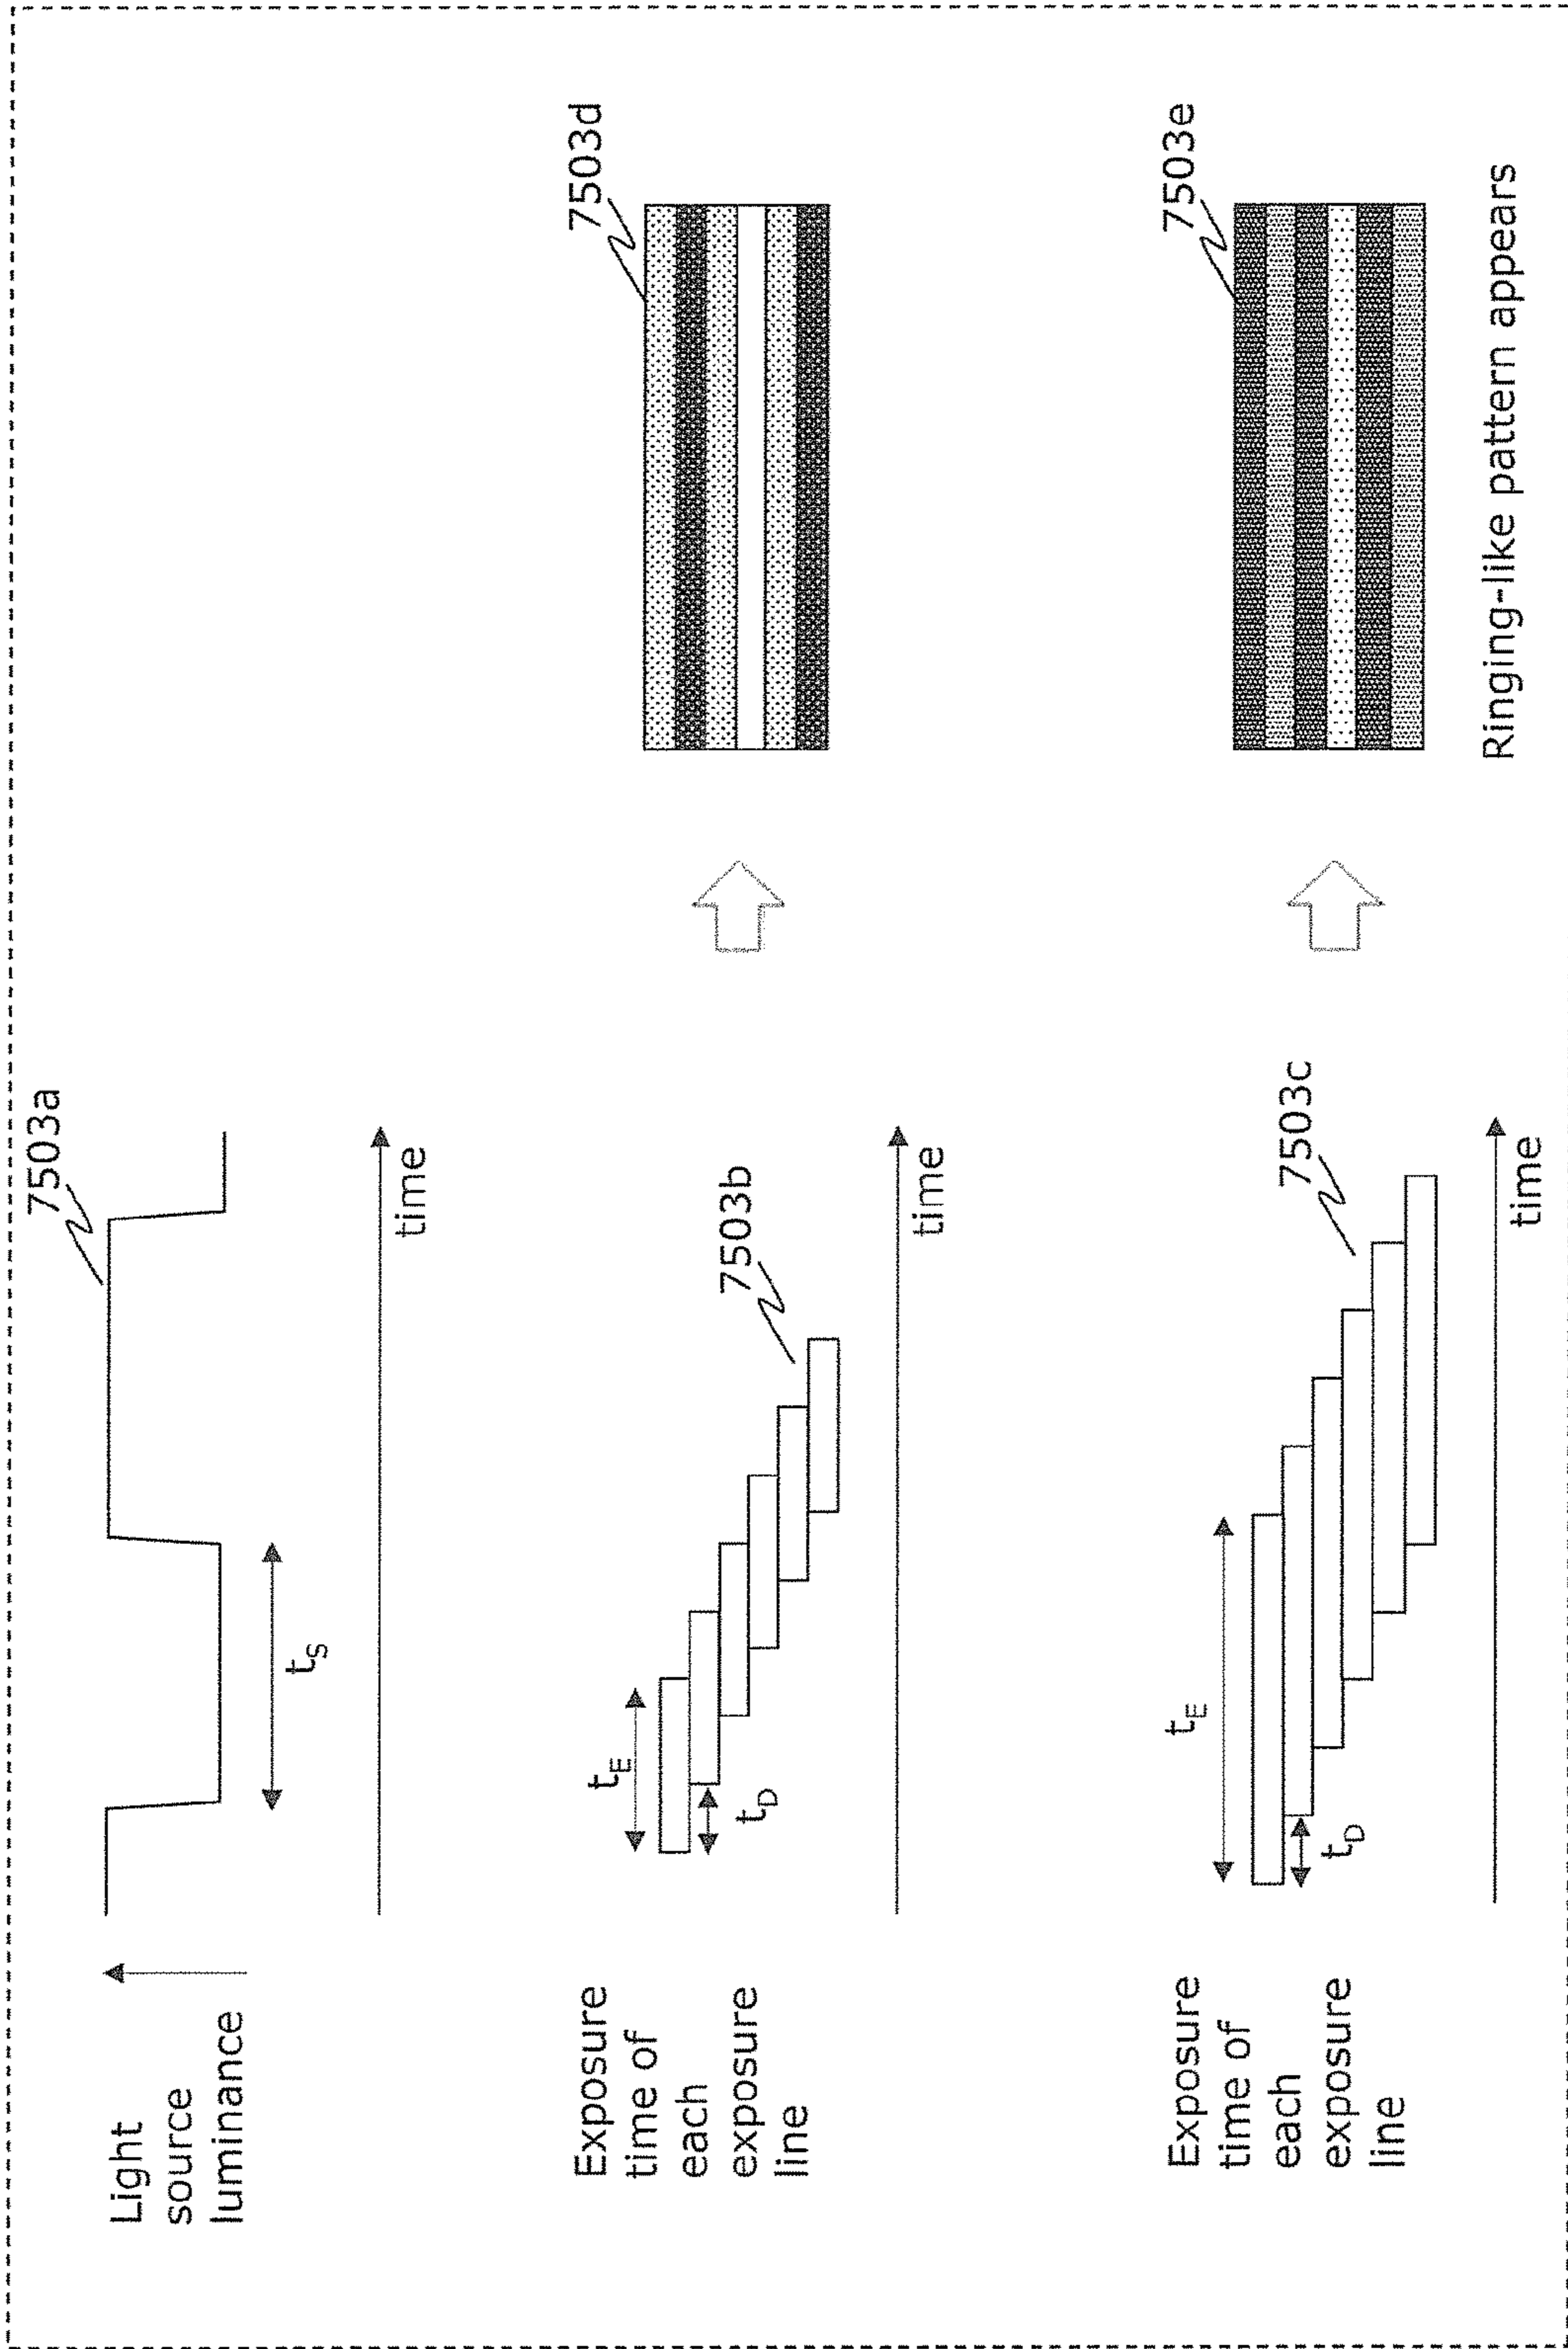 Light
source
luminance
7503a
t_S
time
Exposure
time of
each
exposure
line
t_E
t_D
7503b
time
7503d
Exposure
time of
each
exposure
line
t_E
t_D
7503c
time
7503e
Ringing-like pattern appears